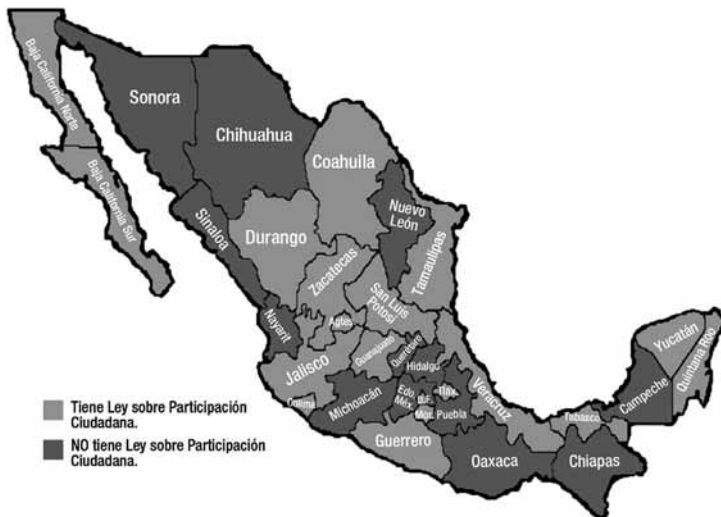 Baja California Norte
Sonora
Chihuahua
Coahuila
Baja California Sur
Sinaloa
Nuevo
León
Durango
Tamaulipas
Zacatecas
San Luis
Potosí
Nayarit
Agtes.
Jalisco
Guanajuato
Querétaro
Hidalgo
Yucatán
Quintana Roo
Campeche
Colima
Michoacán
Edo.
Méx.
D.F.
Tlax.
Mor.
Puebla
Veracruz
Tabasco
Guerrero
Oaxaca
Chiapas
Tiene Ley sobre Participación
Ciudadana.
NO tiene Ley sobre Participación
Ciudadana.